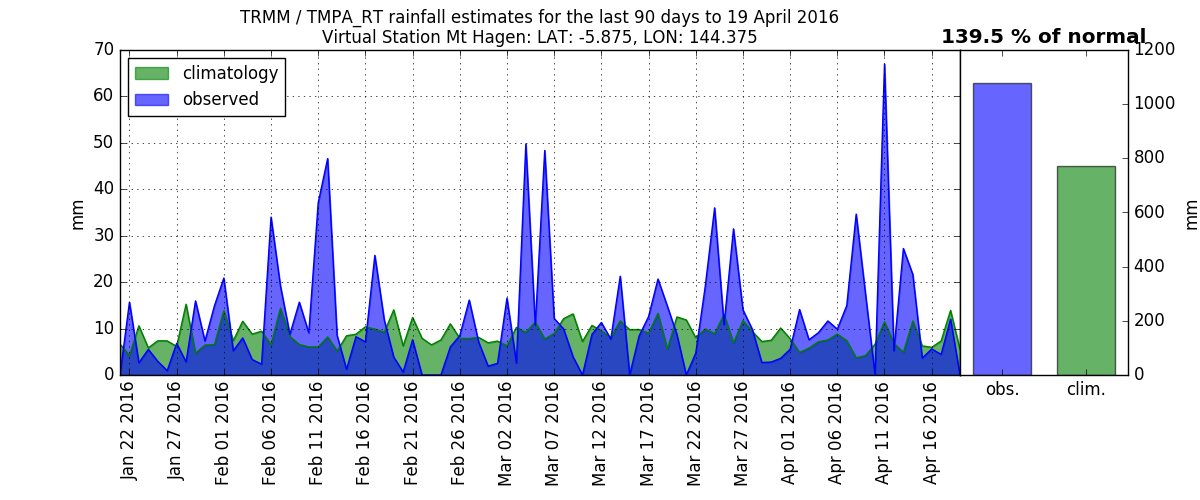 TRMM / TMPA_RT rainfall estimates for the last 90 days to 19 April 2016
Virtual Station Mt Hagen: LAT: -5.875, LON: 144.375
139.5 % of normal
climatology
observed
70
60
50
40
30
20
10
0
mm
1200
1000
800
600
400
200
0
mm
Jan 22 2016
Jan 27 2016
Feb 01 2016
Feb 06 2016
Feb 11 2016
Feb 16 2016
Feb 21 2016
Feb 26 2016
Mar 02 2016
Mar 07 2016
Mar 12 2016
Mar 17 2016
Mar 22 2016
Mar 27 2016
Apr 01 2016
Apr 06 2016
Apr 11 2016
Apr 16 2016
obs.
clim.